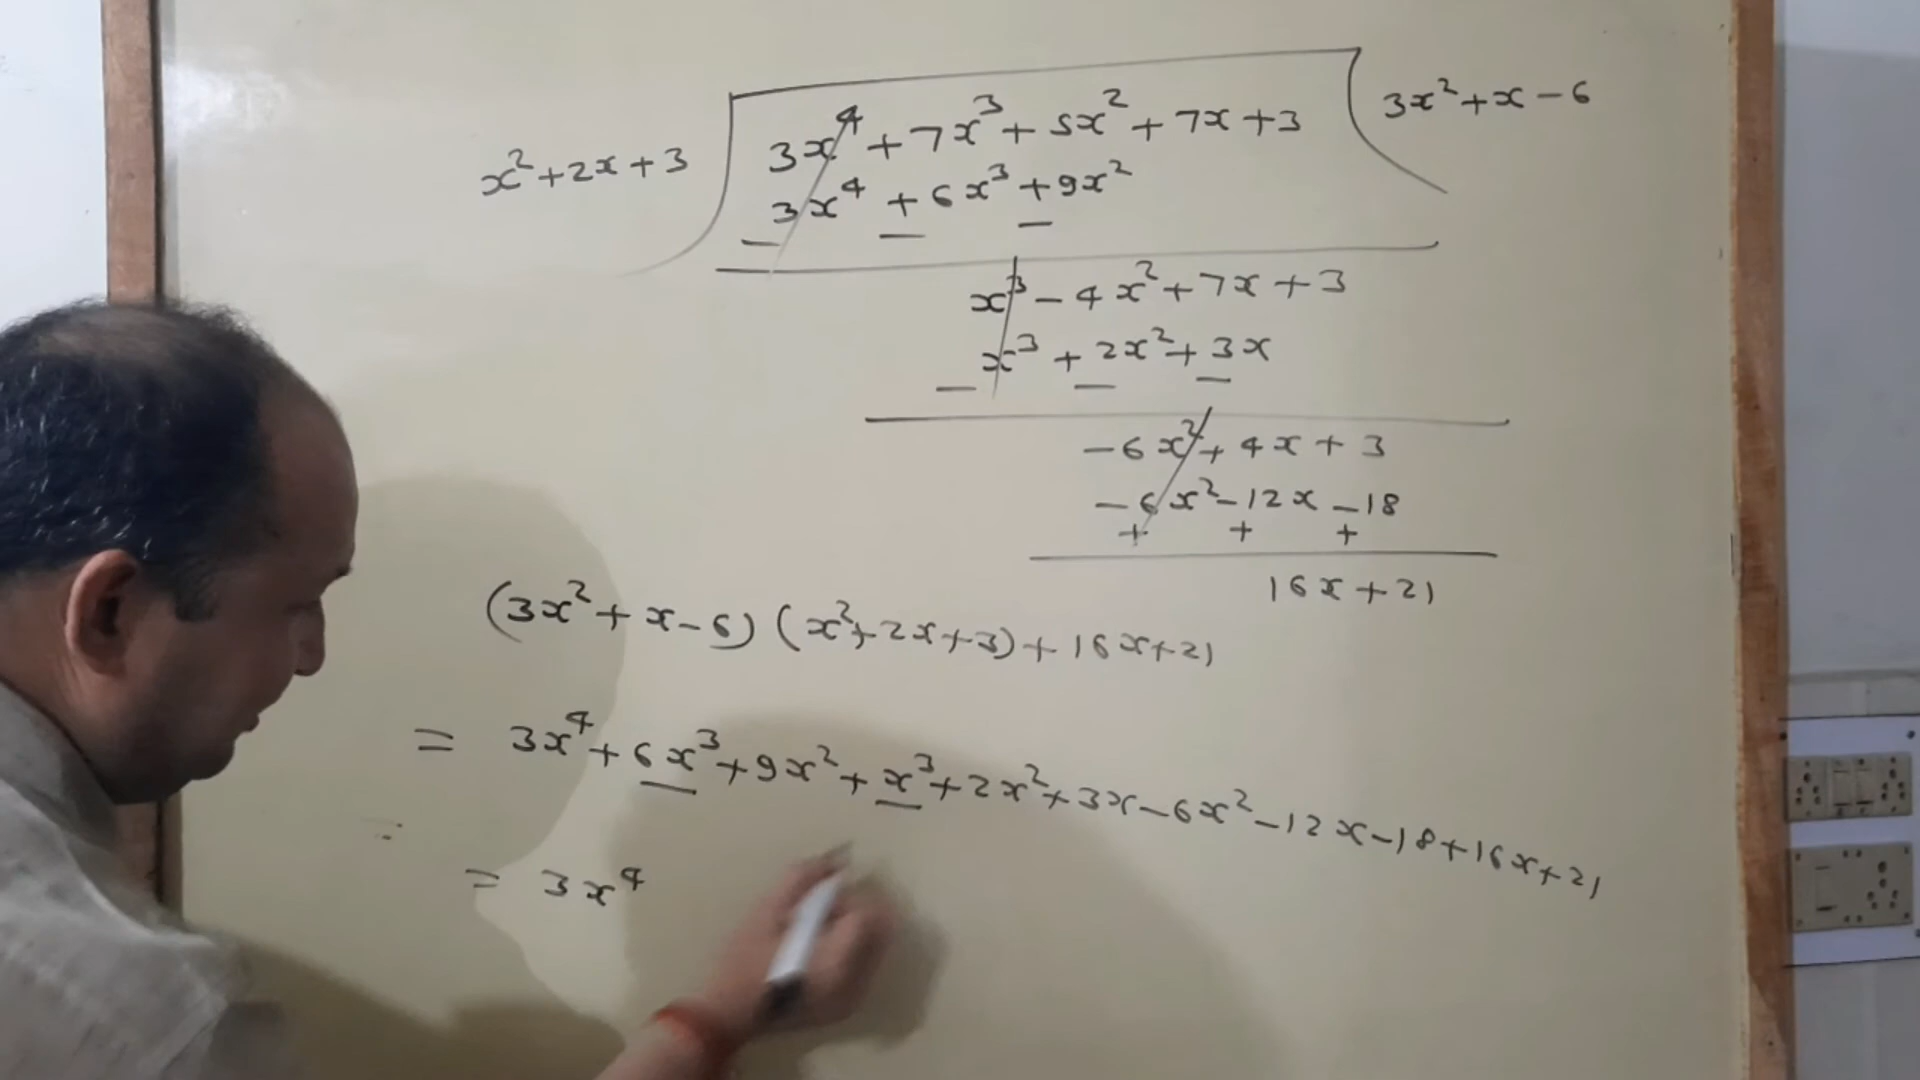 x²+2x+3 3x⁴+7x³+5x²+7x+3 3x²+x-6
3x⁴+6x³+9x²
- - -
x³-4x²+7x+3
x³+2x²+3x
- - -
-6x²+4x+3
-6x²-12x-18
+ + +
16x+21
(3x²+x-6)(x²+2x+3)+16x+21
= 3x⁴+6x³+9x²+x³+2x²+3x-6x²-12x-18+16x+21
= 3x⁴